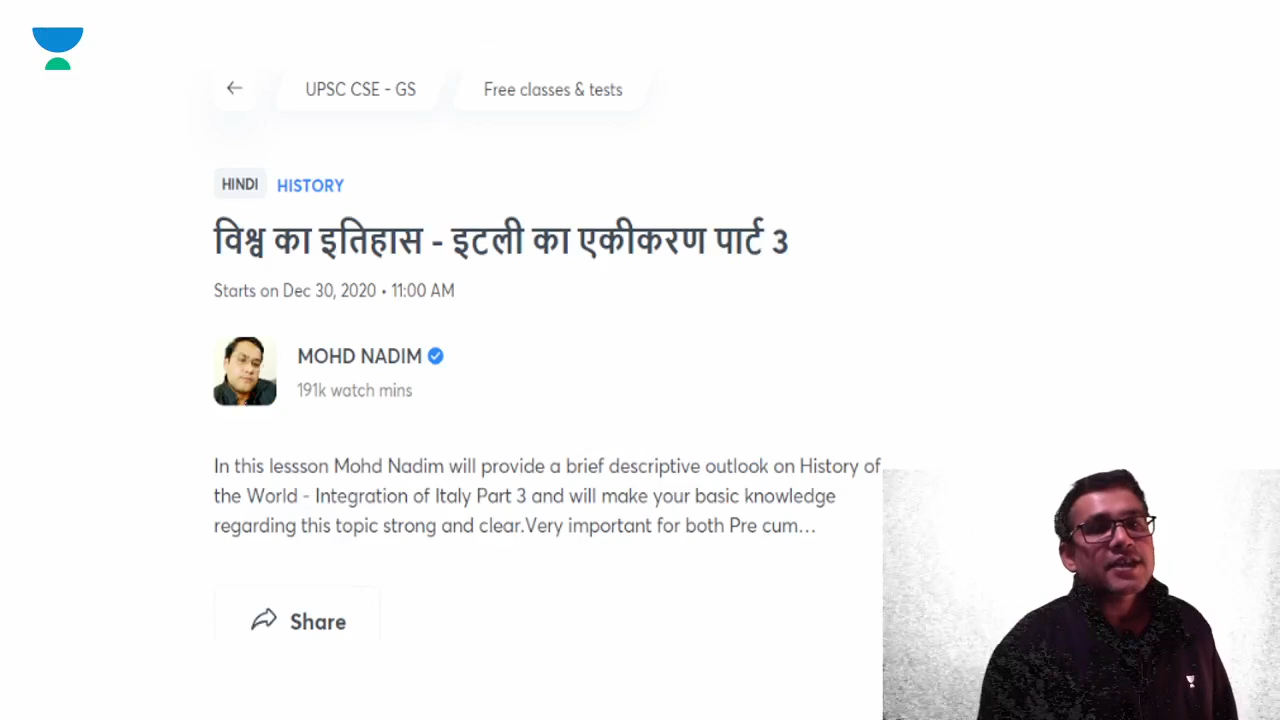 UPSC CSE - GS
Free classes & tests
HINDI HISTORY
विश्व का इतिहास - इटली का एकीकरण पार्ट 3
Starts on Dec 30, 2020 • 11:00 AM
MOHD NADIM
191k watch mins
In this lessson Mohd Nadim will provide a brief descriptive outlook on History of
the World - Integration of Italy Part 3 and will make your basic knowledge
regarding this topic strong and clear.Very important for both Pre cum...
Share